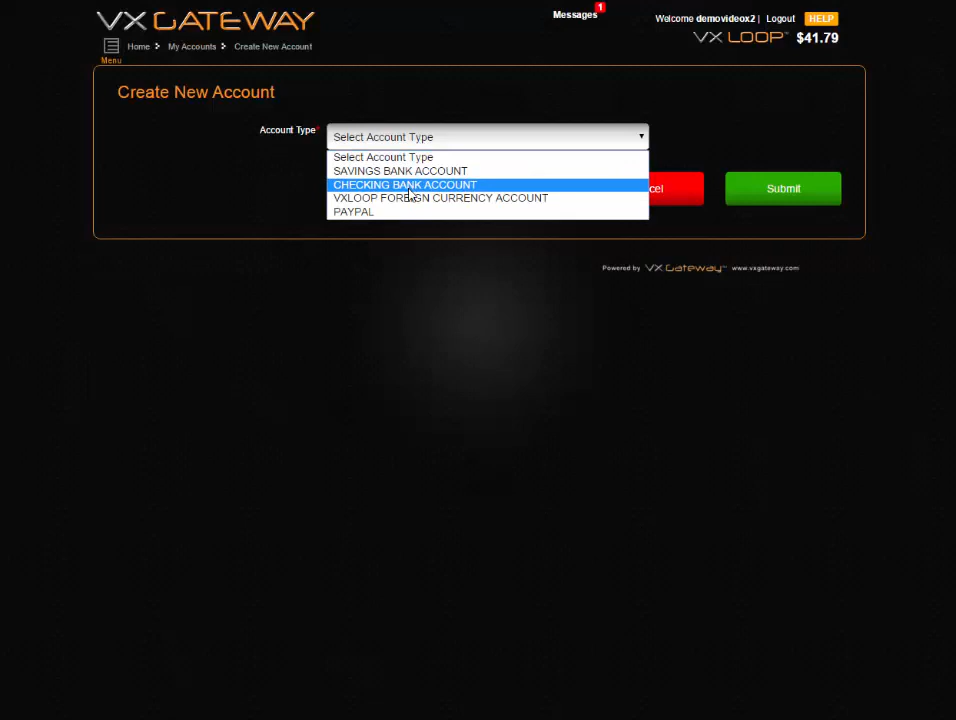 VX GATEWAY
Messages 1
Welcome demovideox2 | Logout HELP
VX LOOP™ $41.79
Home My Accounts Create New Account
Menu
Create New Account
Account Type*
Select Account Type
Select Account Type
SAVINGS BANK ACCOUNT
CHECKING BANK ACCOUNT
VXLOOP FOREIGN CURRENCY ACCOUNT
PAYPAL
cel
Submit
Powered by VX Gateway™ www.vxgateway.com